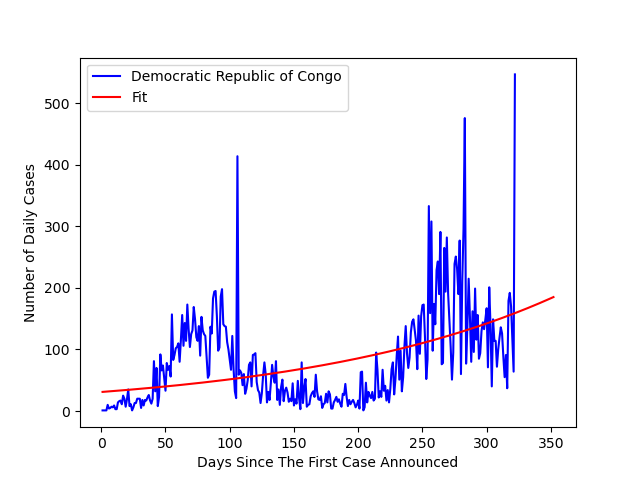 Democratic Republic of Congo
Fit
Number of Daily Cases
500
400
300
200
100
0
0 50 100 150 200 250 300 350
Days Since The First Case Announced